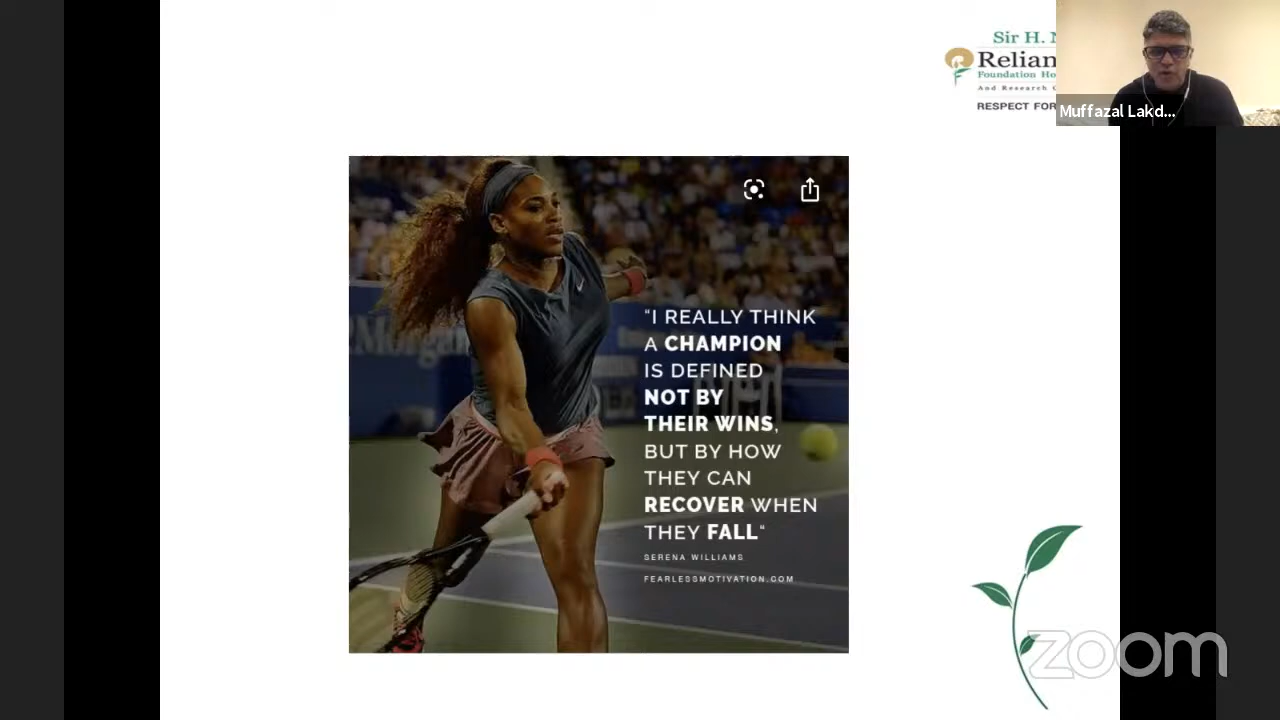 Sir H. N
Relian
Foundation Ho
And Research
RESPECT FOR
Muffazal Lakd...
"I REALLY THINK
A CHAMPION
IS DEFINED
NOT BY
THEIR WINS,
BUT BY HOW
THEY CAN
RECOVER WHEN
THEY FALL"
SERENA WILLIAMS
FEARLESSMOTIVATION.COM
J.P.Morgan
zoom